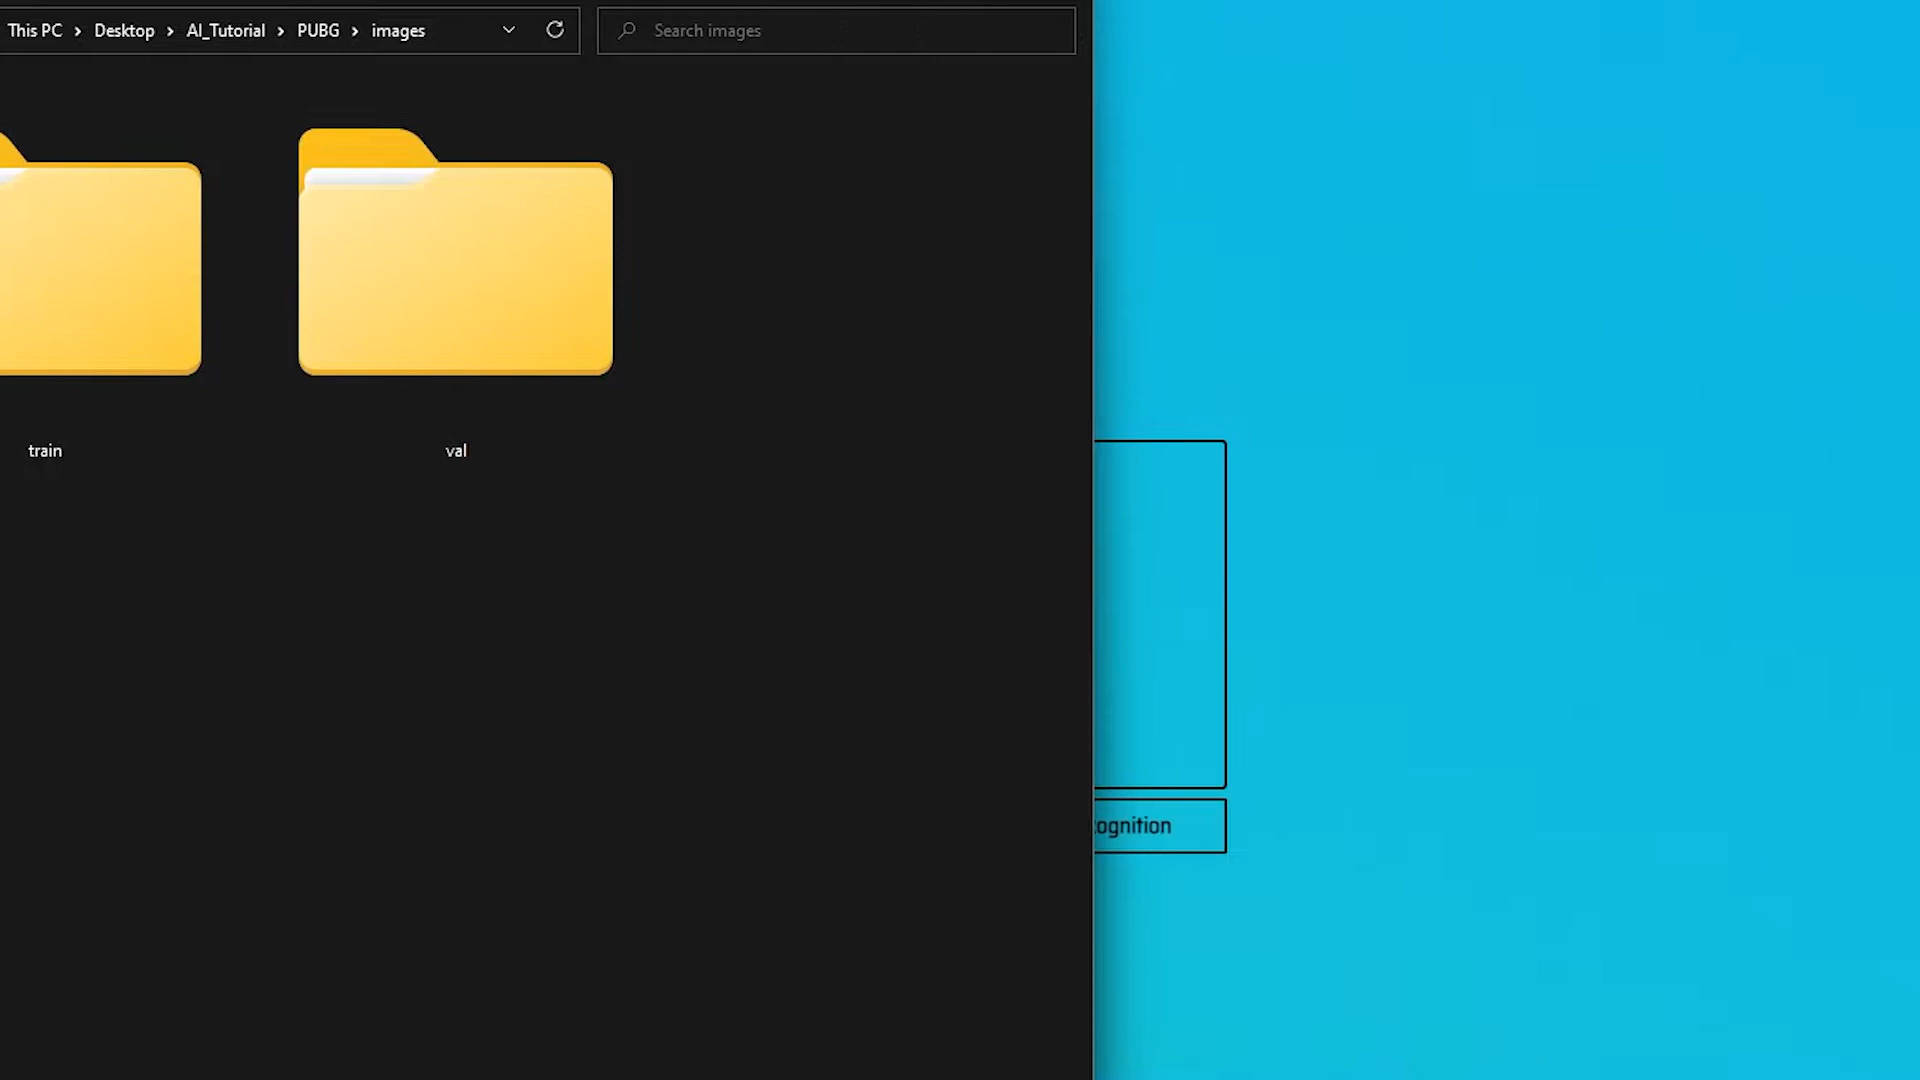 This PC > Desktop > AI_Tutorial > PUBG > images
Search images
train
val
ognition